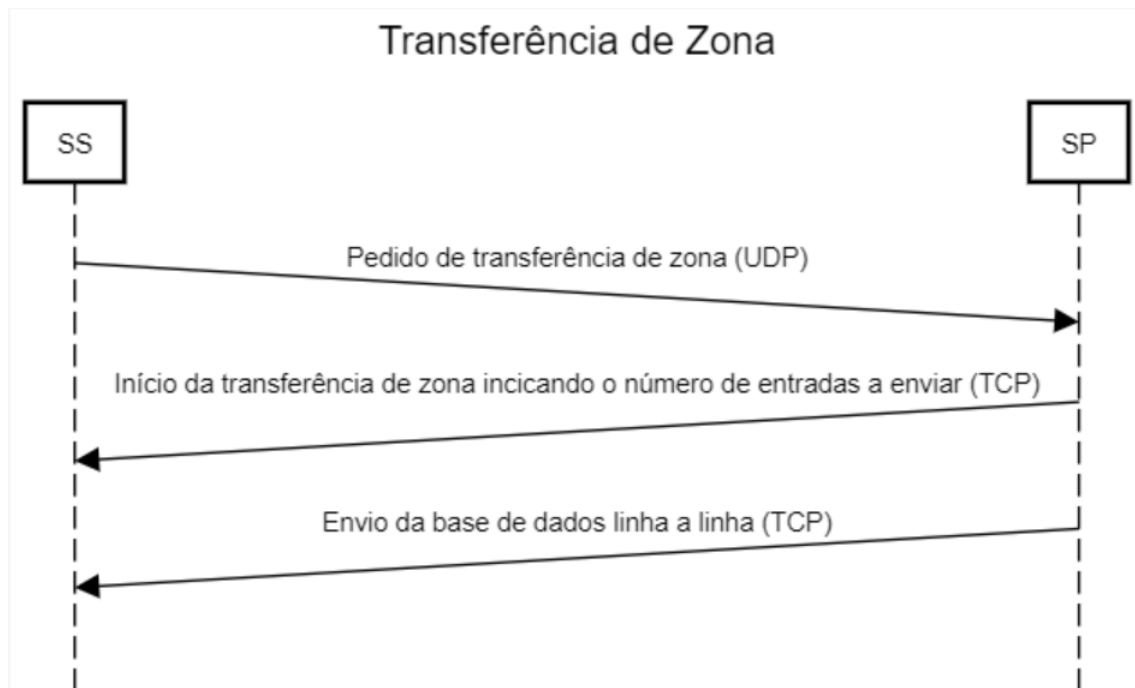 Transferência de Zona
SS
SP
Pedido de transferência de zona (UDP)
Início da transferência de zona incicando o número de entradas a enviar (TCP)
Envio da base de dados linha a linha (TCP)